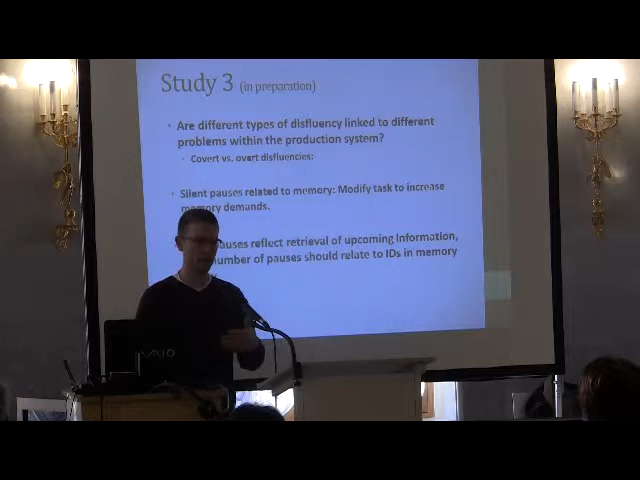 Study 3 (in preparation)
Are different types of disfluency linked to different
problems within the production system?
Covert vs. overt disfluencies:
Silent pauses related to memory: Modify task to increase
memory demands.
auses reflect retrieval of upcoming information,
umber of pauses should relate to IDs in memory
VAIO